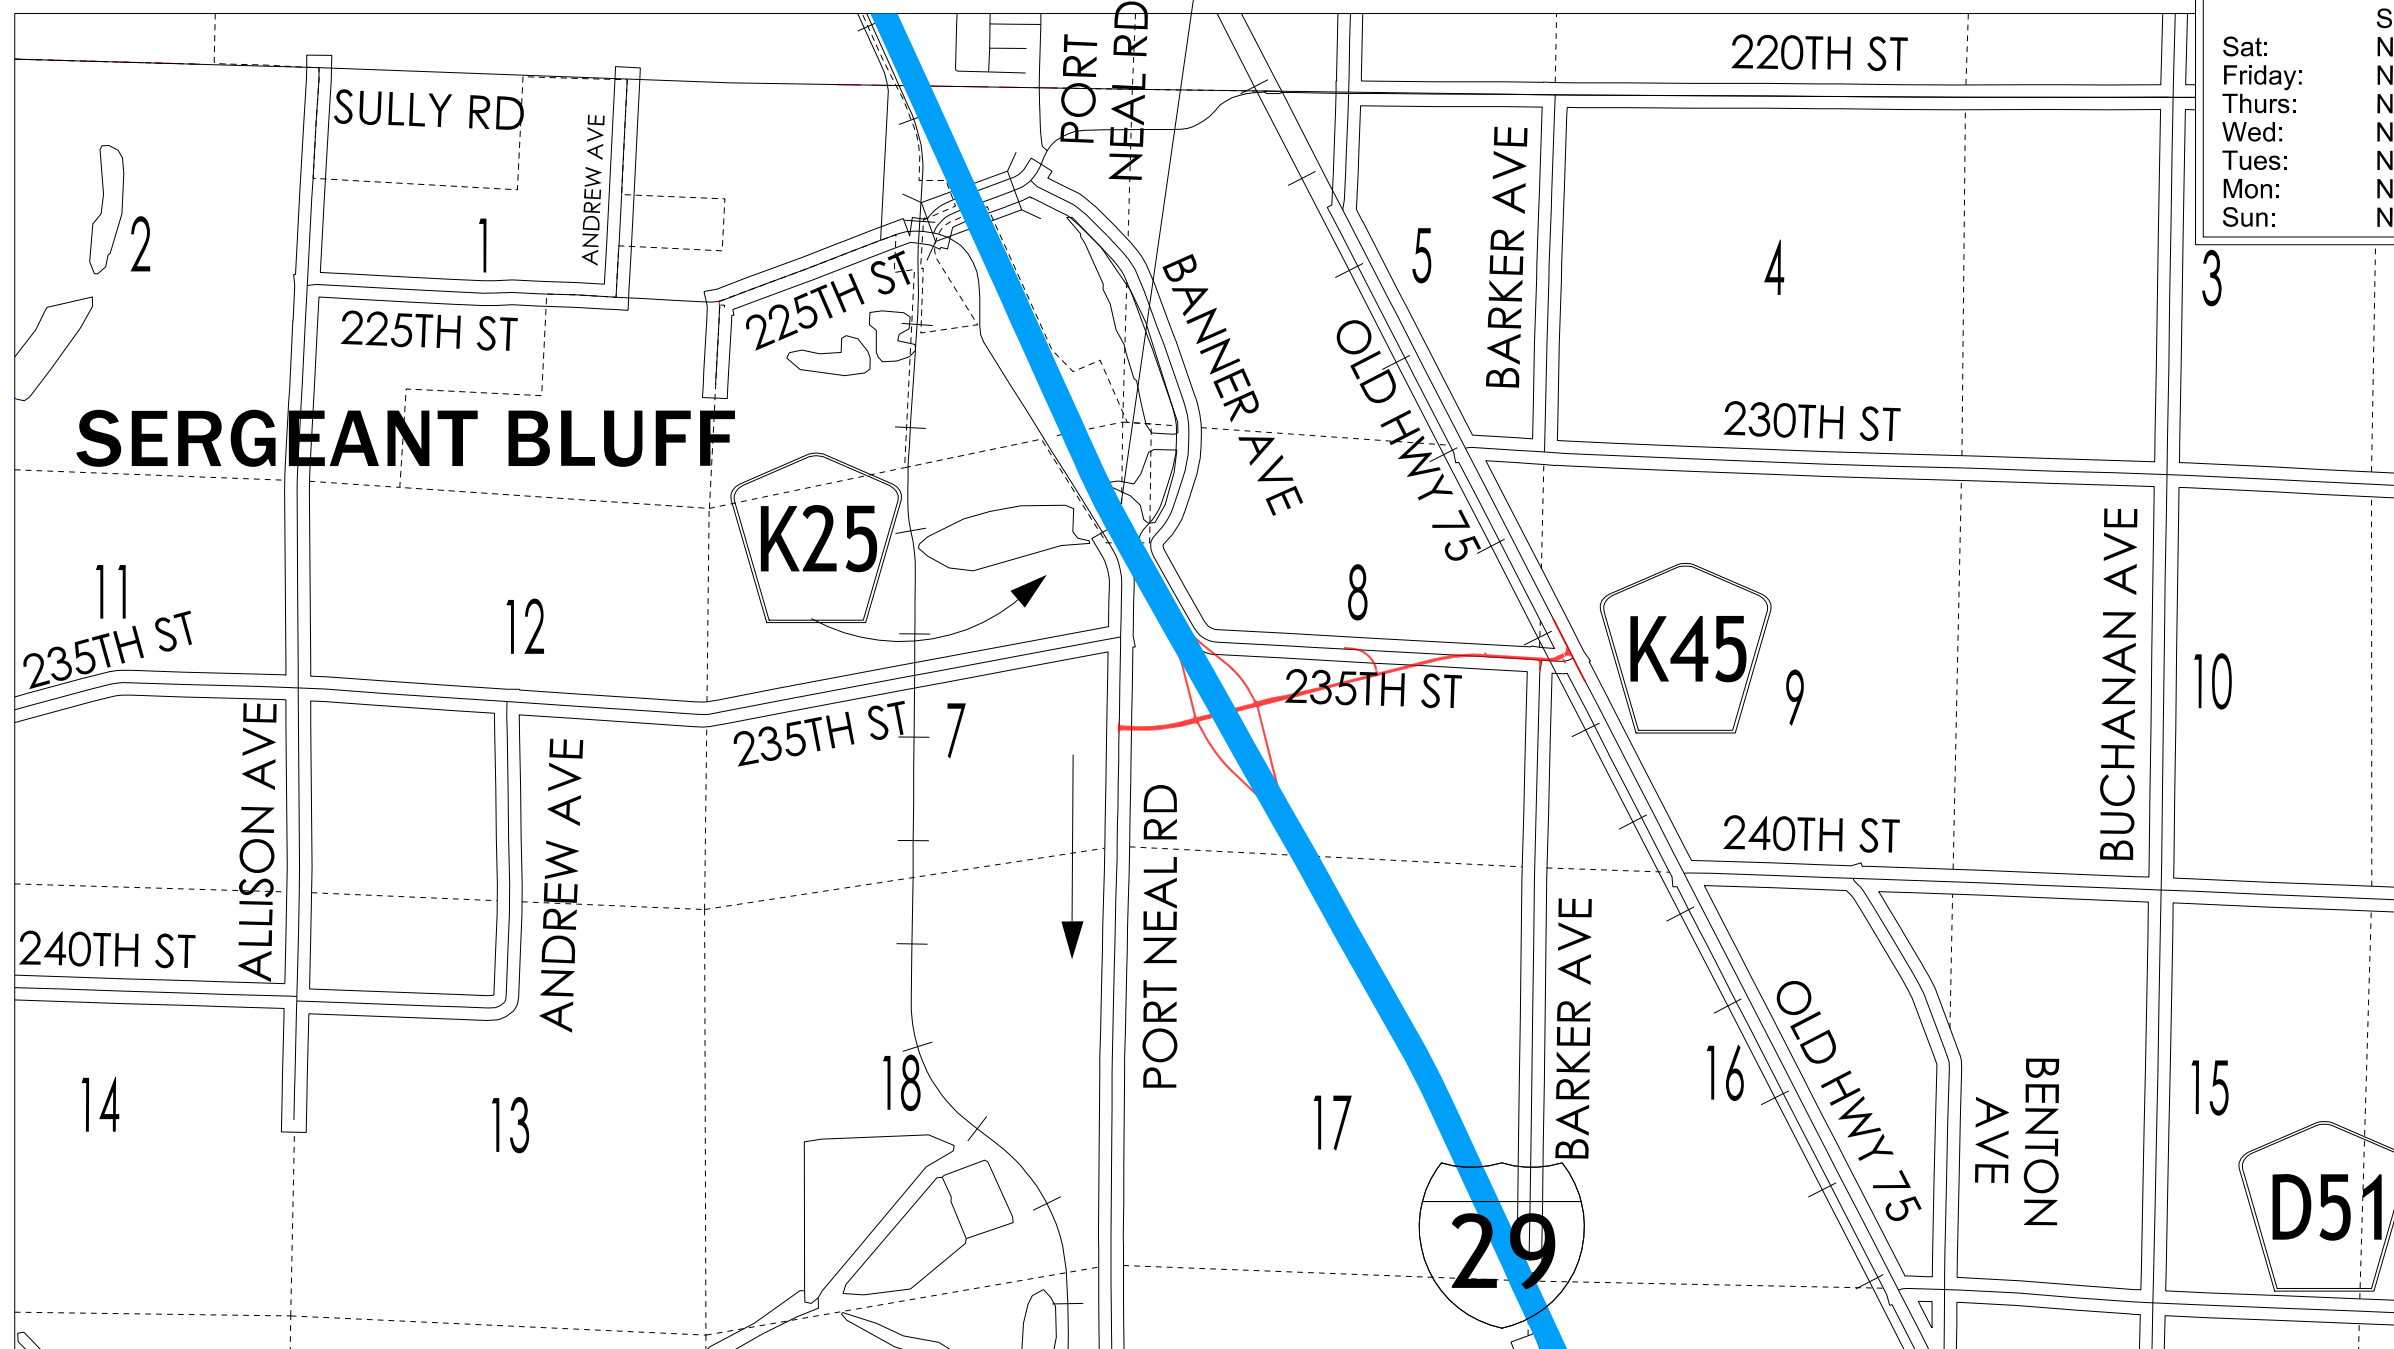 PORT
NEAL RD
220TH ST
S
Sat: N
Friday: N
Thurs: N
Wed: N
Tues: N
Mon: N
Sun: N
SULLY RD
ANDREW AVE
BARKER AVE
2
1
5
4
3
225TH ST
225TH ST
BANNER AVE
OLD HWY 75
230TH ST
SERGEANT BLUFF
K25
BUCHANAN AVE
11
12
8
K45
9
10
235TH ST
235TH ST
235TH ST
7
ALLISON AVE
ANDREW AVE
PORT NEAL RD
240TH ST
240TH ST
BARKER AVE
OLD HWY 75
BENTON
AVE
14
13
18
17
16
15
D51
29